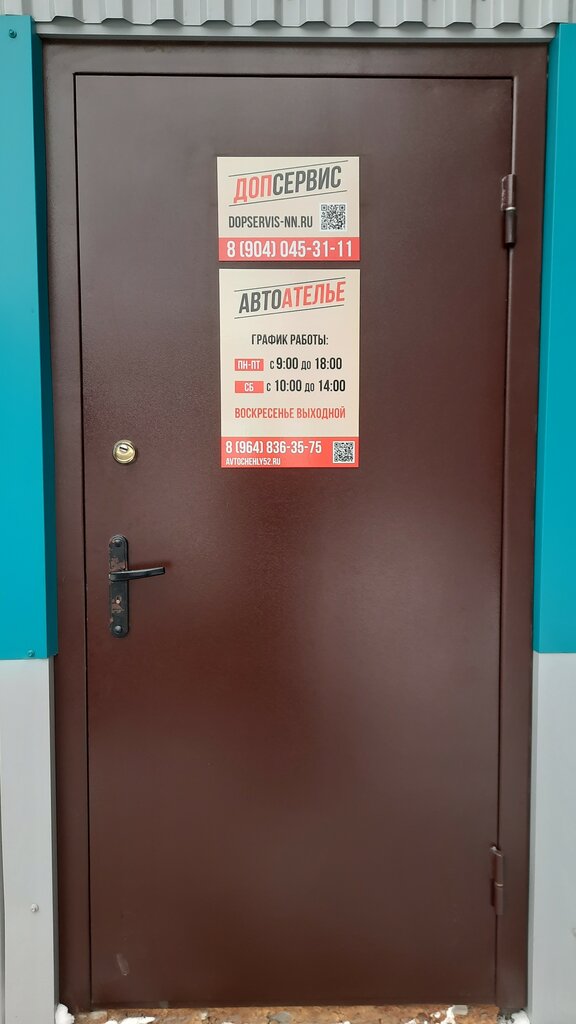 ДОПСЕРВИС
DOPSERVIS-NN.RU
8 (904) 045-31-11
АВТОАТЕЛЬЕ
ГРАФИК РАБОТЫ:
ПН-ПТ с 9:00 до 18:00
СБ с 10:00 до 14:00
ВОСКРЕСЕНЬЕ ВЫХОДНОЙ
8 (964) 836-35-75
AVTOCHEHLY52.RU